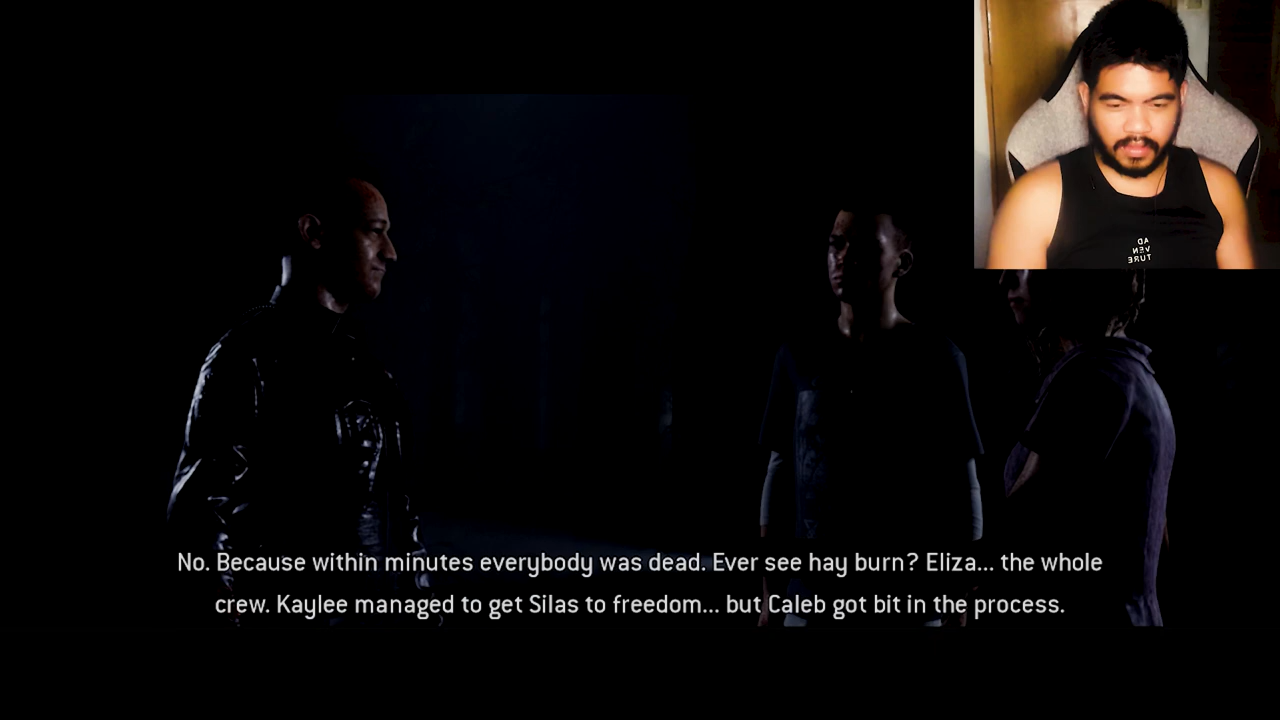 AD
VEN
TURE
No. Because within minutes everybody was dead. Ever see hay burn? Eliza... the whole
crew. Kaylee managed to get Silas to freedom... but Caleb got bit in the process.